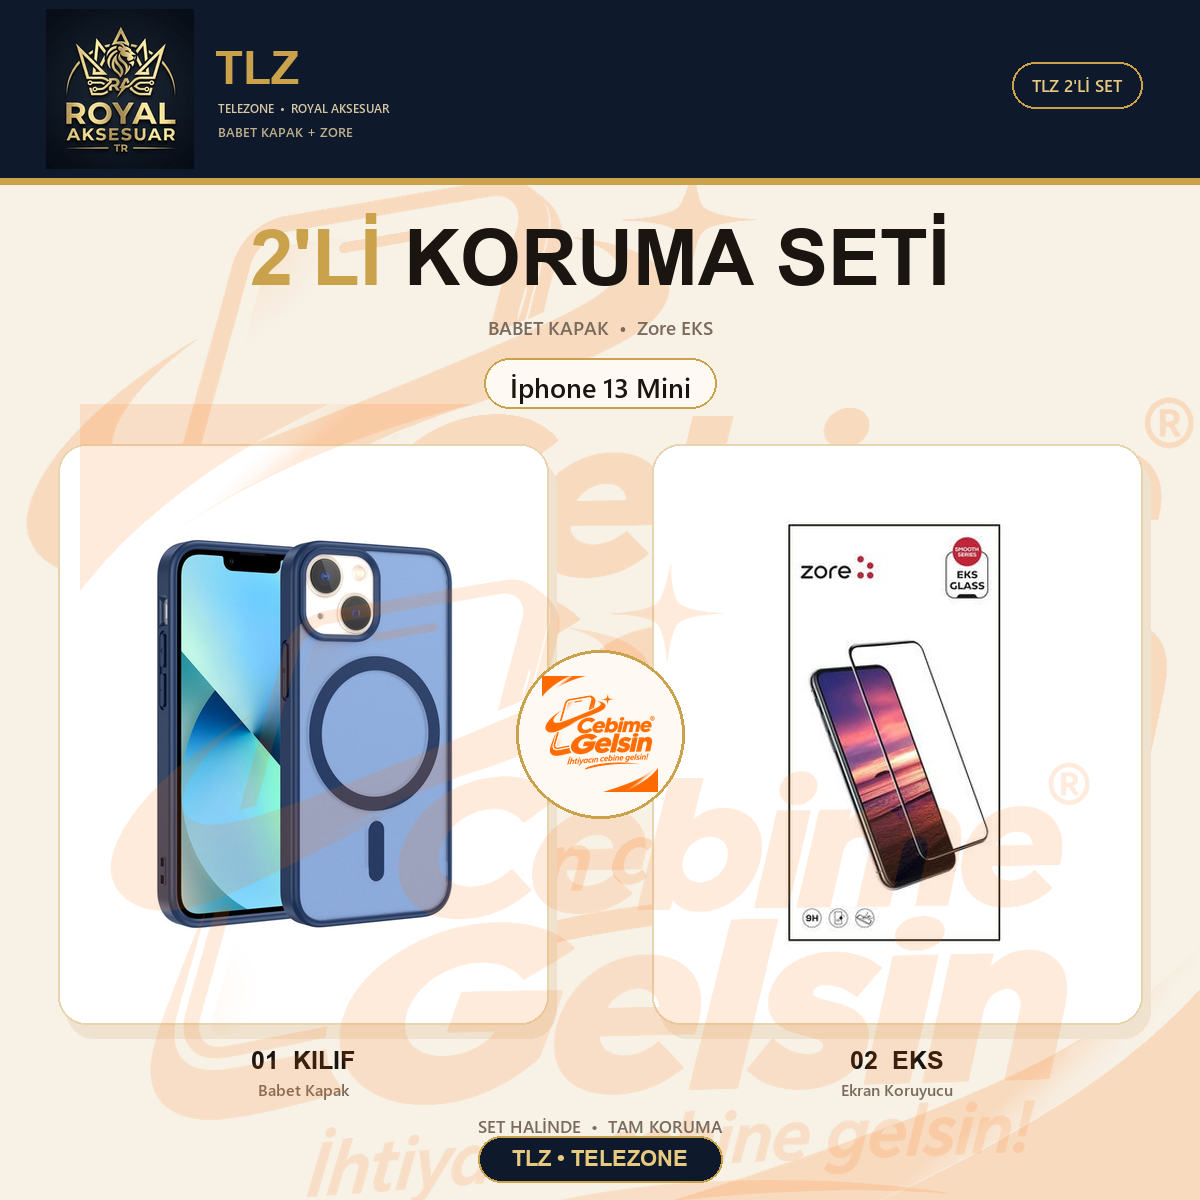 ROYAL
AKSESUAR
TR
TLZ
TELEZONE • ROYAL AKSESUAR
BABET KAPAK + ZORE
TLZ 2'Lİ SET
2'Lİ KORUMA SETİ
BABET KAPAK • Zore EKS
İphone 13 Mini
zore
SMOOTH
SERIES
EKS
GLASS
9H
Cebime
Gelsin
İhtiyacın cebine gelsin!
Cebime
Gelsin
01 KILIF
Babet Kapak
02 EKS
Ekran Koruyucu
SET HALİNDE • TAM KORUMA
TLZ • TELEZONE